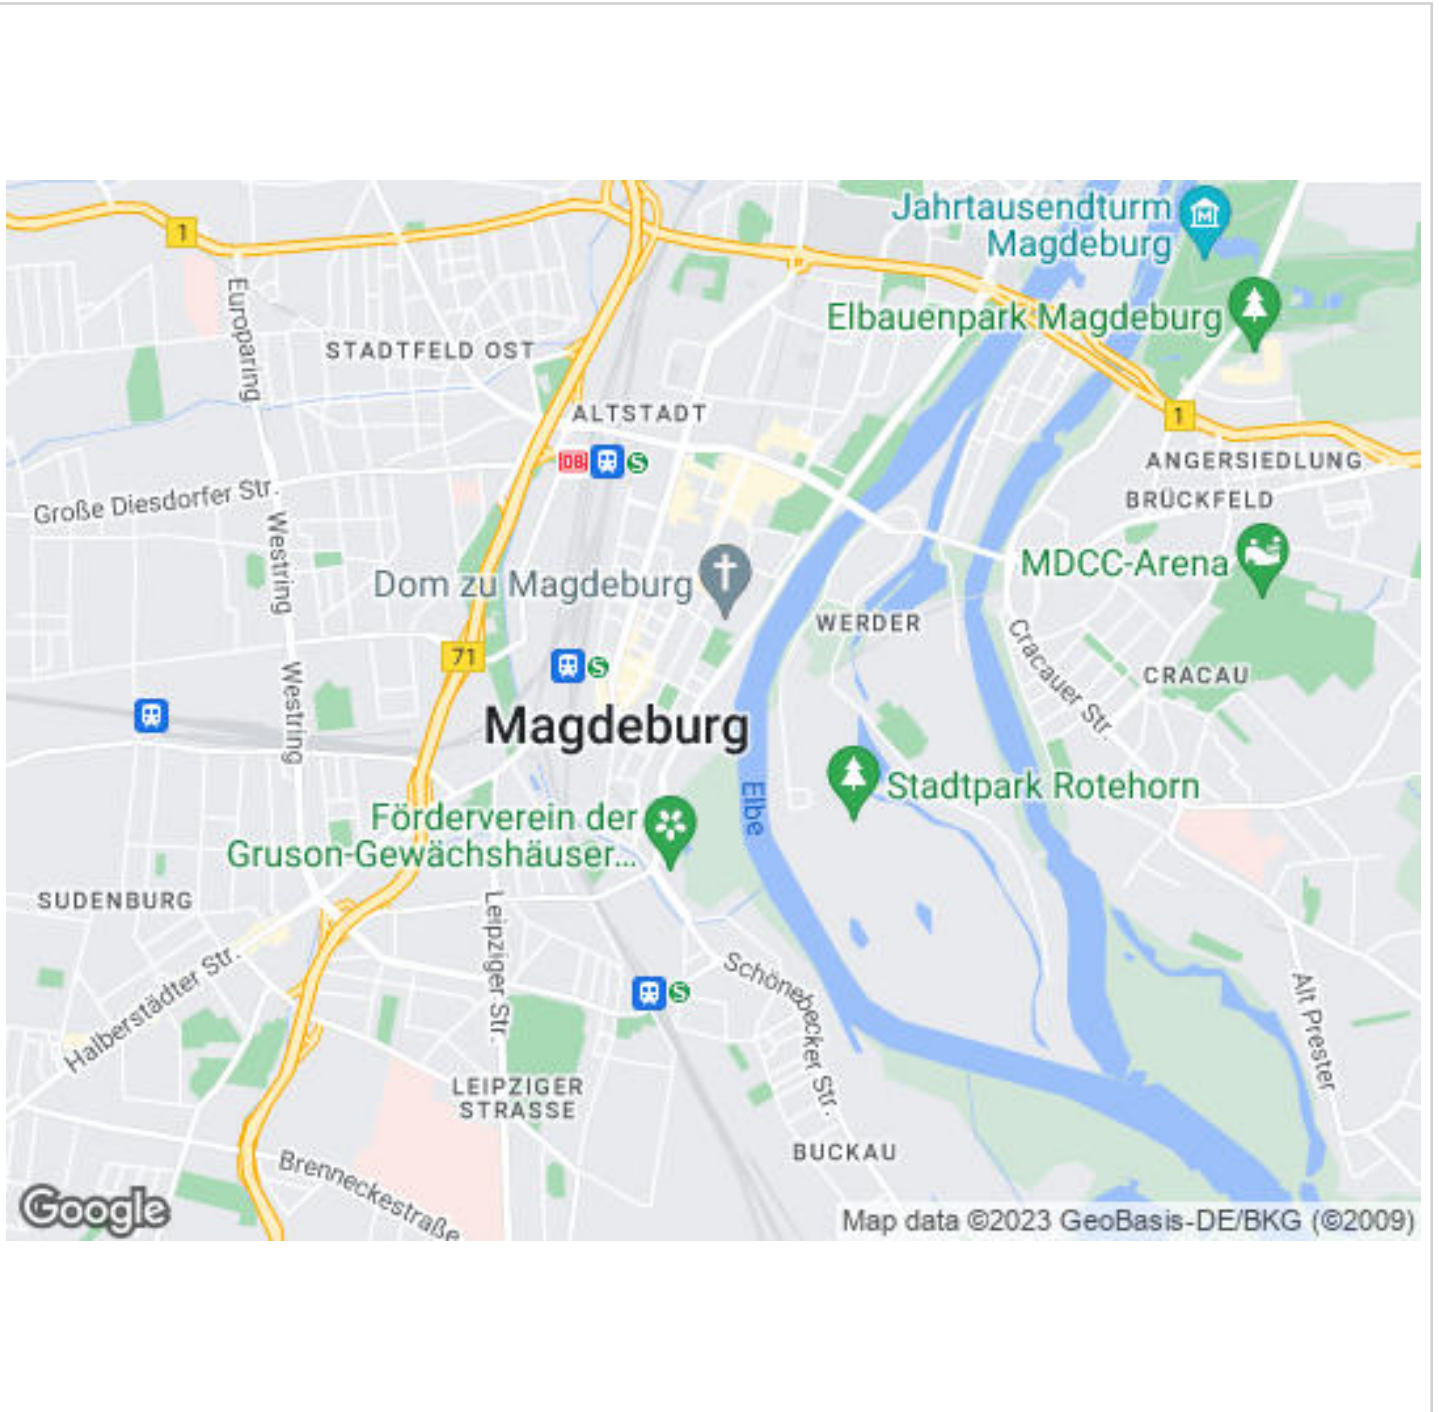 Jahrtausendturm
Magdeburg
1
Europaring
Elbauenpark Magdeburg
STADTFELD OST
ALTSTADT
1
DB
S
ANGERSIEDLUNG
Große Diesdorfer Str.
BRÜCKFELD
Westring
Dom zu Magdeburg
MDCC-Arena
WERDER
71
S
Cracauer Str.
CRACAU
Westring
Magdeburg
Elbe
Stadtpark Rotehorn
Förderverein der
Gruson-Gewächshäuser...
SUDENBURG
Leipziger Str.
Halberstädter Str.
S
Schönebecker Str.
Alt Prester
LEIPZIGER
STRASSE
BUCKAU
Brenneckestraße
Google
Map data ©2023 GeoBasis-DE/BKG (©2009)